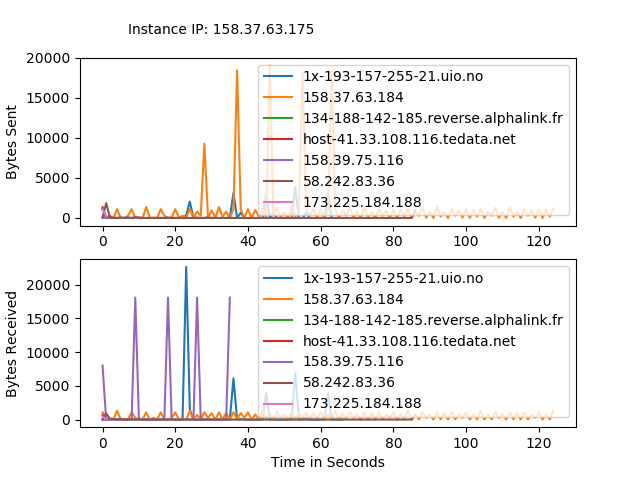 Instance IP: 158.37.63.175
Bytes Sent
20000
15000
10000
5000
0
1x-193-157-255-21.uio.no
158.37.63.184
134-188-142-185.reverse.alphalink.fr
host-41.33.108.116.tedata.net
158.39.75.116
58.242.83.36
173.225.184.188
0 20 40 60 80 100 120
Bytes Received
20000
15000
10000
5000
0
1x-193-157-255-21.uio.no
158.37.63.184
134-188-142-185.reverse.alphalink.fr
host-41.33.108.116.tedata.net
158.39.75.116
58.242.83.36
173.225.184.188
0 20 40 60 80 100 120
Time in Seconds